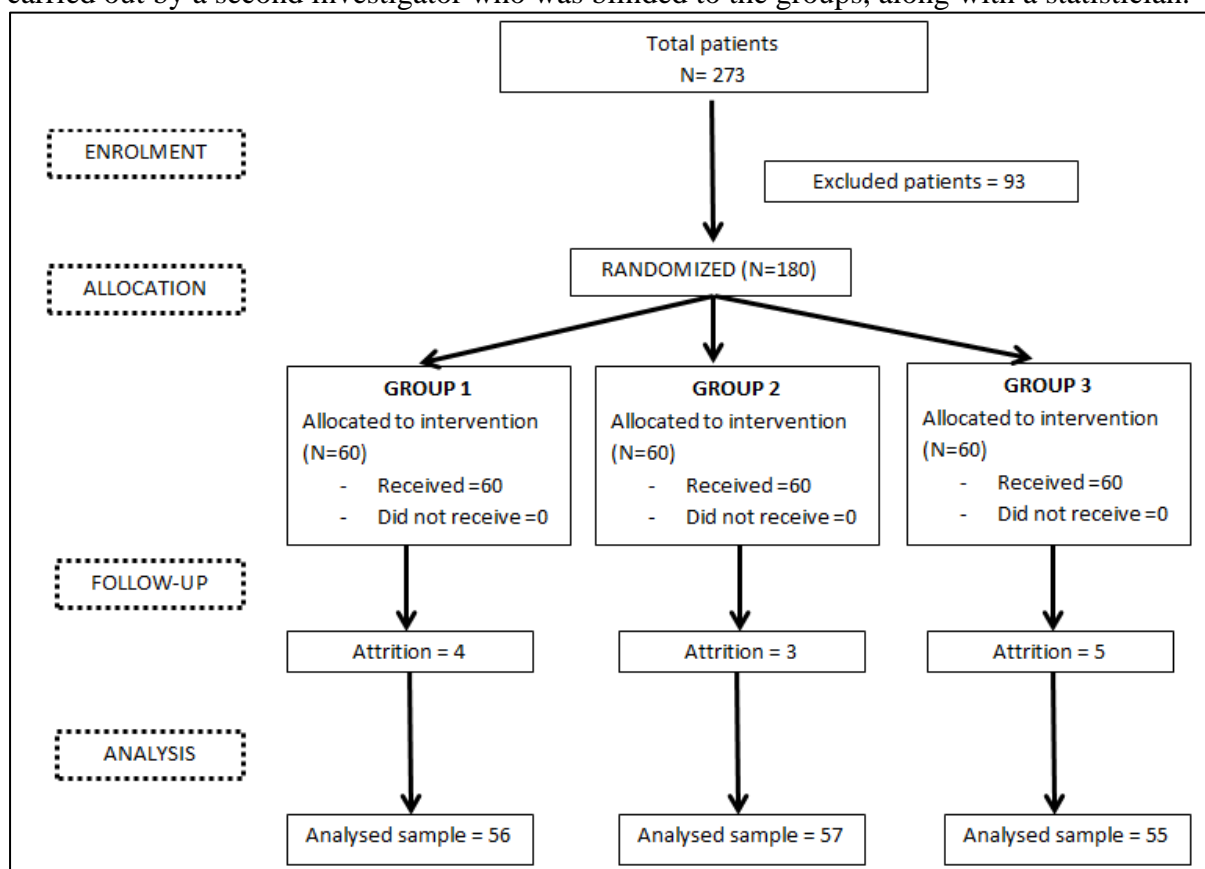 carried out by a second investigator who was blinded to the groups, along with a statistician.
Total patients
N= 273
ENROLMENT
Excluded patients = 93
RANDOMIZED (N=180)
ALLOCATION
GROUP 1
Allocated to intervention
(N=60)
- Received =60
- Did not receive =0
GROUP 2
Allocated to intervention
(N=60)
- Received =60
- Did not receive =0
GROUP 3
Allocated to intervention
(N=60)
- Received =60
- Did not receive =0
FOLLOW-UP
Attrition = 4
Attrition = 3
Attrition = 5
ANALYSIS
Analysed sample = 56
Analysed sample = 57
Analysed sample = 55